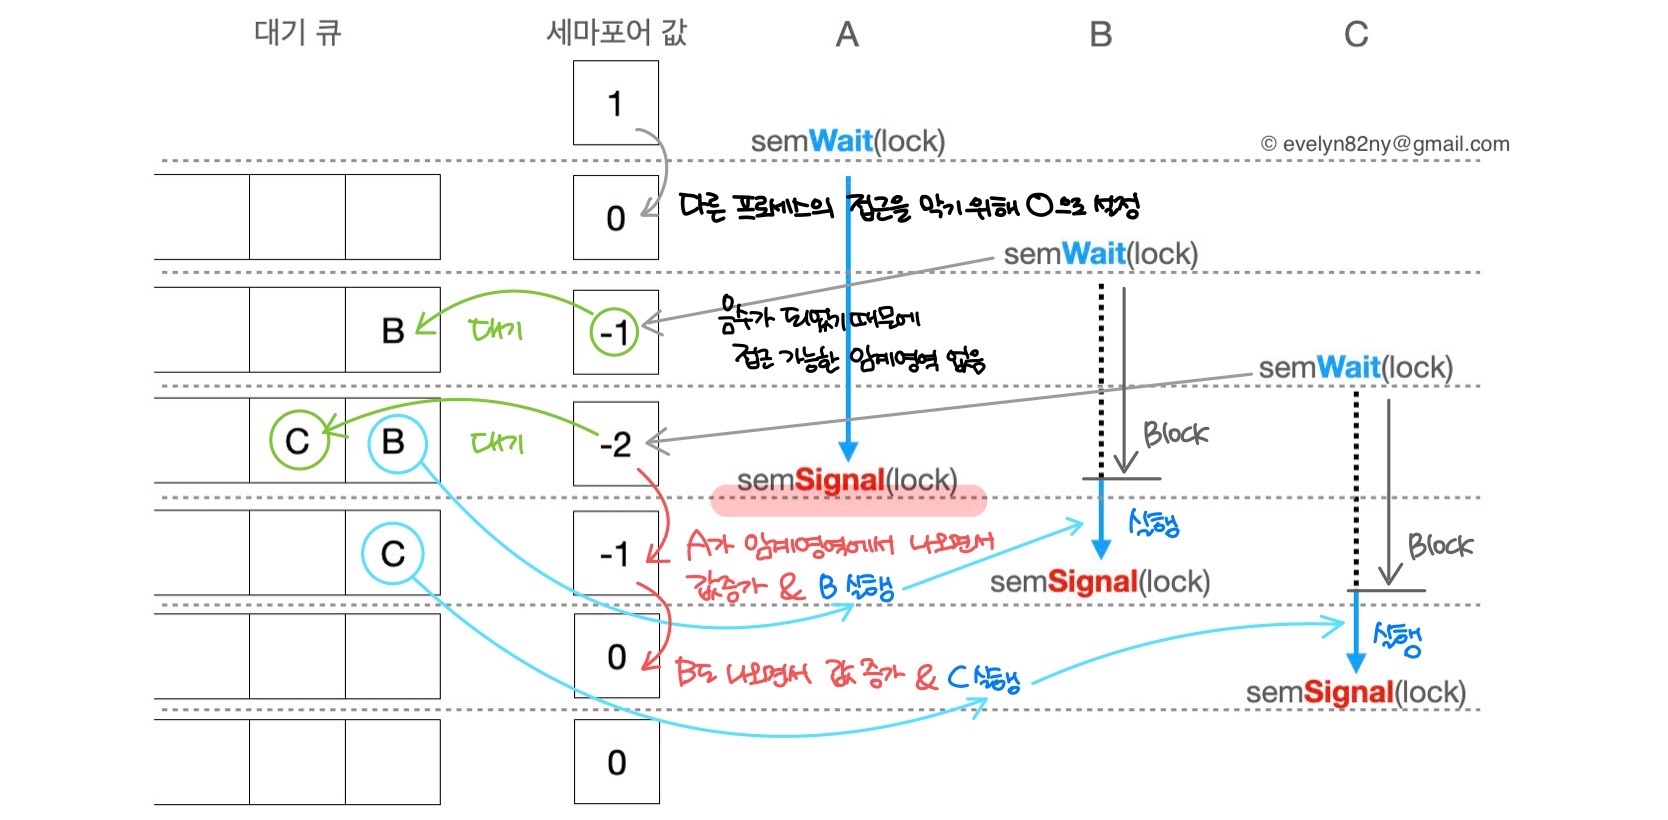 대기 큐 세마포어 값 A B C
1
semWait(lock) © evelyn82ny@gmail.com
0 다른 프로세스의 접근을 막기 위해 0으로 설정
semWait(lock)
B 대기 -1 음수가 되었기 때문에
접근 가능한 임계영역 없음
semWait(lock)
C B 대기 -2 Block
semSignal(lock)
C -1 A가 임계영역에서 나오면서 실행 Block
값증가 & B 실행 semSignal(lock)
0 B도 나오면서 값 증가 & C 실행 실행
semSignal(lock)
0